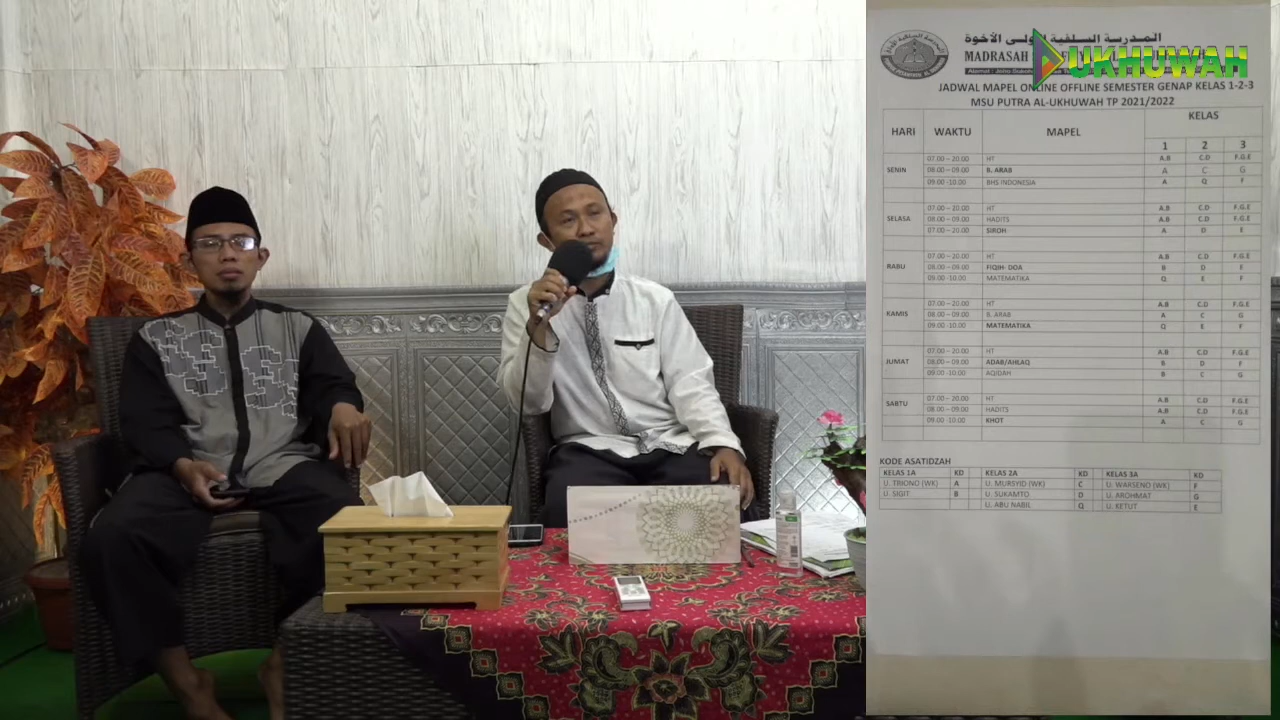 المدرسة السلفية الأولى الأخوة
MADRASAH
UKHUWAH
JADWAL MAPEL ONLINE OFFLINE SEMESTER GENAP KELAS 1-2-3
MSU PUTRA AL-UKHUWAH TP 2021/2022
HARI WAKTU MAPEL KELAS
1 2 3
SENIN 07.00 – 20.00 HT A.B C.D F.G.E
08.00 – 09.00 B. ARAB A C G
09.00 -10.00 BHS INDONESIA A Q F
SELASA 07.00 – 20.00 HT A.B C.D F.G.E
08.00 – 09.00 HADITS A.B C.D F.G.E
07.00 – 20.00 SIROH A D E
RABU 07.00 – 20.00 HT A.B C.D F.G.E
08.00 – 09.00 FIQIH- DOA B D E
09.00 -10.00 MATEMATIKA Q E F
KAMIS 07.00 – 20.00 HT A.B C.D F.G.E
08.00 – 09.00 B. ARAB A C G
09.00 -10.00 MATEMATIKA Q E F
JUMAT 07.00 – 20.00 HT A.B C.D F.G.E
08.00 – 09.00 ADAB/AHLAQ B D F
09.00 -10.00 AQIDAH B C G
SABTU 07.00 – 20.00 HT A.B C.D F.G.E
08.00 – 09.00 HADITS A.B C.D F.G.E
09.00 -10.00 KHOT A C G
KODE ASATIDZAH
KELAS 1A KD KELAS 2A KD KELAS 3A KD
U. TRIONO (WK) A U. MURSYID (WK) C U. WARSENO (WK) F
U. SIGIT B U. SUKAMTO D U. AROHMAT G
U. ABU NABIL Q U. KETUT E